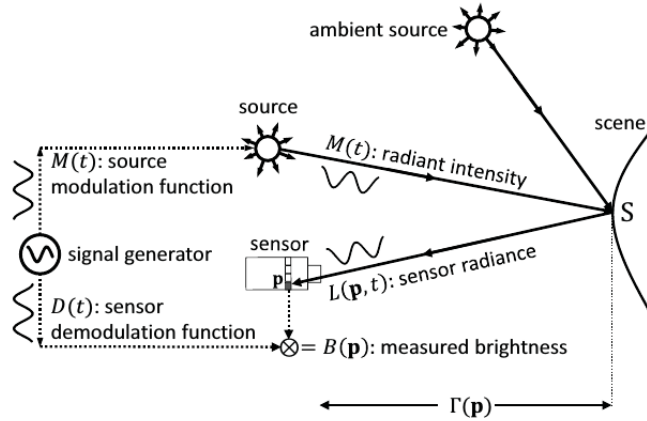 ambient source
source
scene
M(t): source
modulation function
M(t): radiant intensity
S
signal generator
sensor
p
L(p, t): sensor radiance
D(t): sensor
demodulation function
⊗ = B(p): measured brightness
Γ(p)